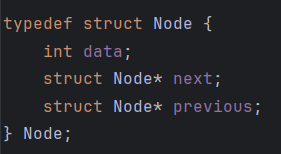 typedef struct Node {
    int data;
    struct Node* next;
    struct Node* previous;
} Node;